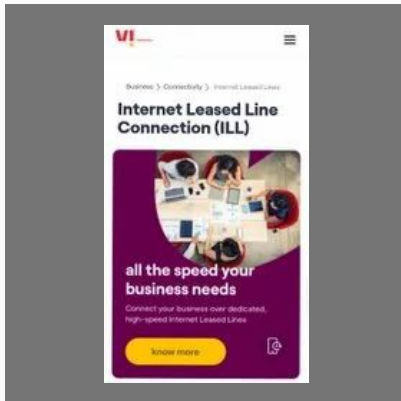 VI
Business > Connectivity > Internet Leased Lines
Internet Leased Line
Connection (ILL)
all the speed your
business needs
Connect your business over dedicated,
high-speed Internet Leased Lines
know more